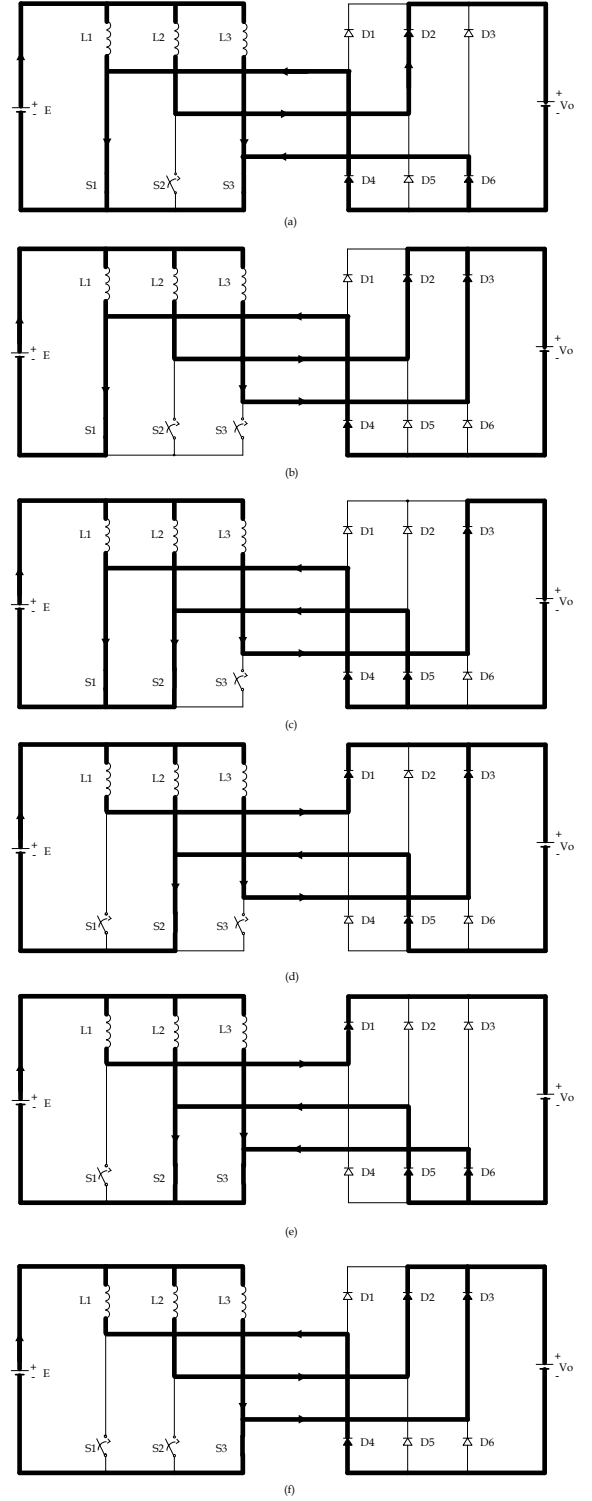 L1 L2 L3 D1 D2 D3
+ - E + - Vo
S1 S2 S3 D4 D5 D6
(a)
L1 L2 L3 D1 D2 D3
+ - E + - Vo
S1 S2 S3 D4 D5 D6
(b)
L1 L2 L3 D1 D2 D3
+ - E + - Vo
S1 S2 S3 D4 D5 D6
(c)
L1 L2 L3 D1 D2 D3
+ - E + - Vo
S1 S2 S3 D4 D5 D6
(d)
L1 L2 L3 D1 D2 D3
+ - E + - Vo
S1 S2 S3 D4 D5 D6
(e)
L1 L2 L3 D1 D2 D3
+ - E + - Vo
S1 S2 S3 D4 D5 D6
(f)